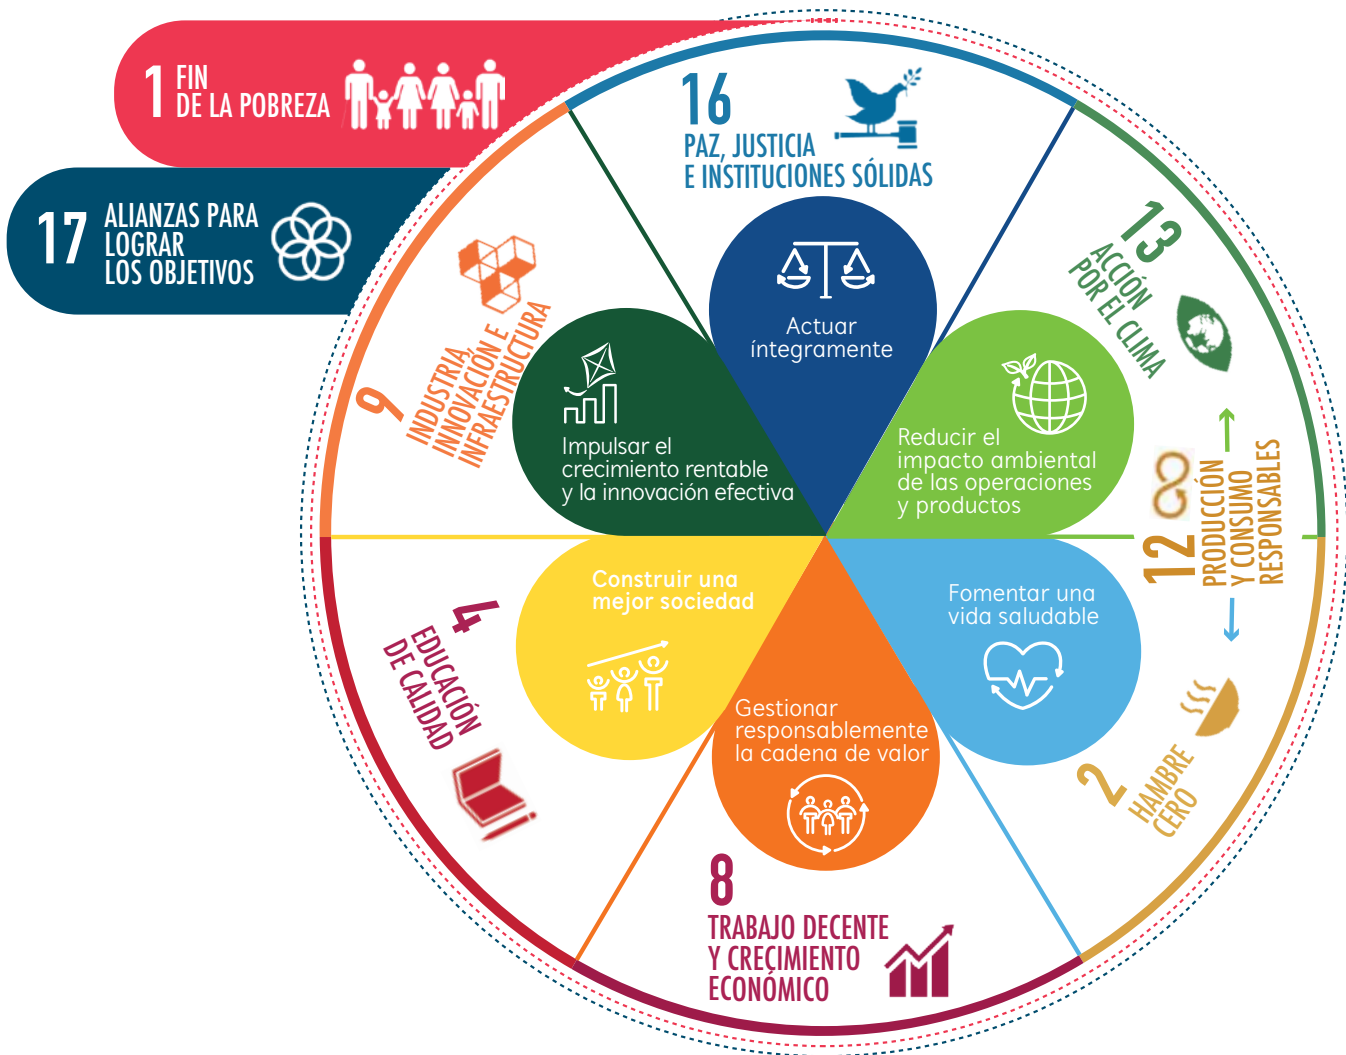 1 FIN
DE LA POBREZA
17 ALIANZAS PARA
LOGRAR
LOS OBJETIVOS
16
PAZ, JUSTICIA
E INSTITUCIONES SÓLIDAS
Actuar
íntegramente
13
ACCIÓN
POR EL CLIMA
Reducir el
impacto ambiental
de las operaciones
y productos
12
PRODUCCIÓN
Y CONSUMO
RESPONSABLES
Fomentar una
vida saludable
2
HAMBRE
CERO
Gestionar
responsablemente
la cadena de valor
8
TRABAJO DECENTE
Y CRECIMIENTO
ECONÓMICO
Construir una
mejor sociedad
4
EDUCACIÓN
DE CALIDAD
Impulsar el
crecimiento rentable
y la innovación efectiva
9
INDUSTRIA,
INNOVACIÓN E
INFRAESTRUCTURA